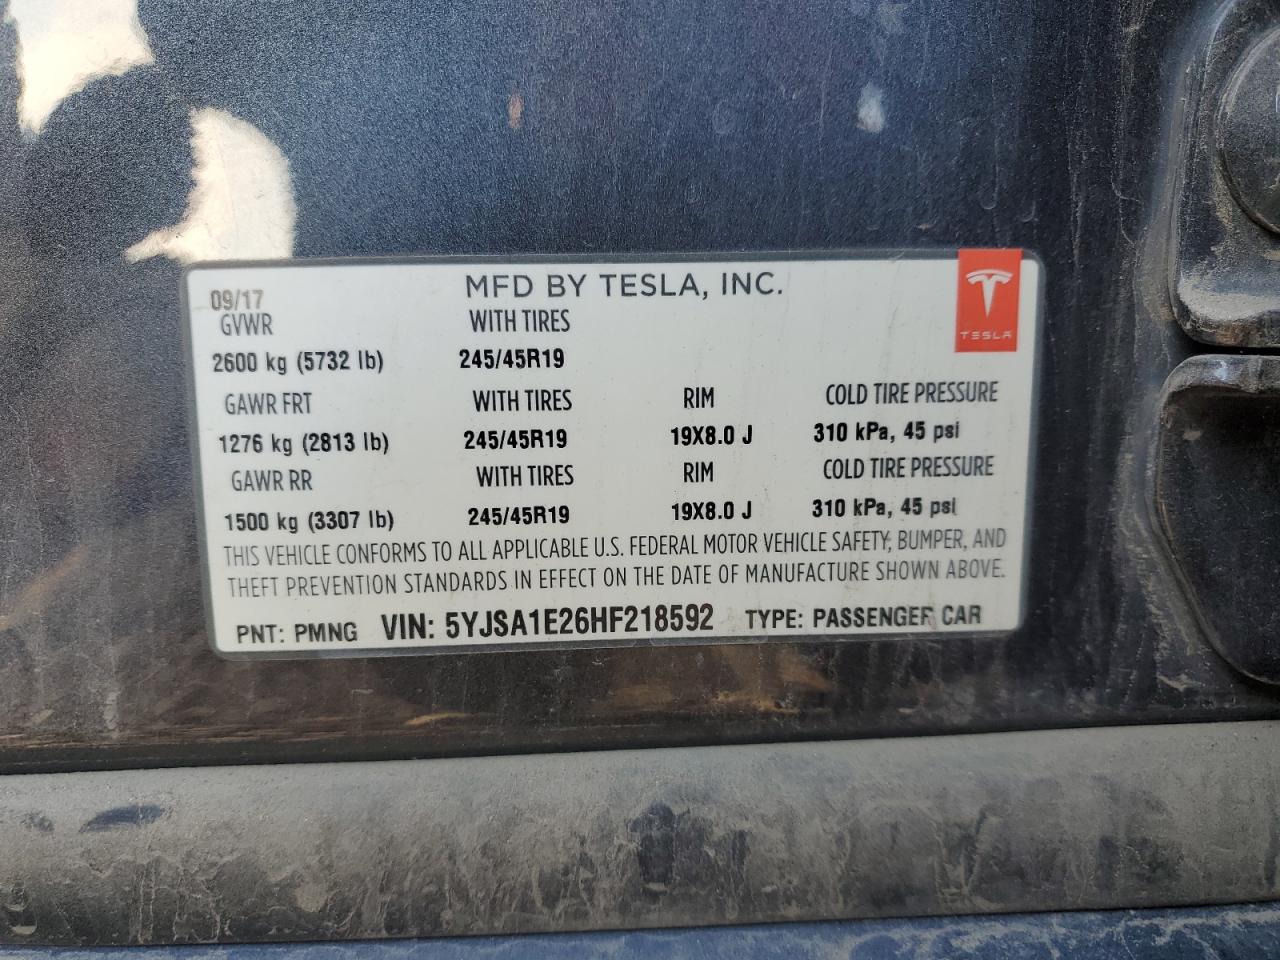 MFD BY TESLA, INC.
TESLA
09/17
GVWR WITH TIRES
2600 kg (5732 lb) 245/45R19
GAWR FRT WITH TIRES RIM COLD TIRE PRESSURE
1276 kg (2813 lb) 245/45R19 19X8.0 J 310 kPa, 45 psi
GAWR RR WITH TIRES RIM COLD TIRE PRESSURE
1500 kg (3307 lb) 245/45R19 19X8.0 J 310 kPa, 45 psi
THIS VEHICLE CONFORMS TO ALL APPLICABLE U.S. FEDERAL MOTOR VEHICLE SAFETY, BUMPER, AND
THEFT PREVENTION STANDARDS IN EFFECT ON THE DATE OF MANUFACTURE SHOWN ABOVE.
PNT: PMNG VIN: 5YJSA1E26HF218592 TYPE: PASSENGER CAR